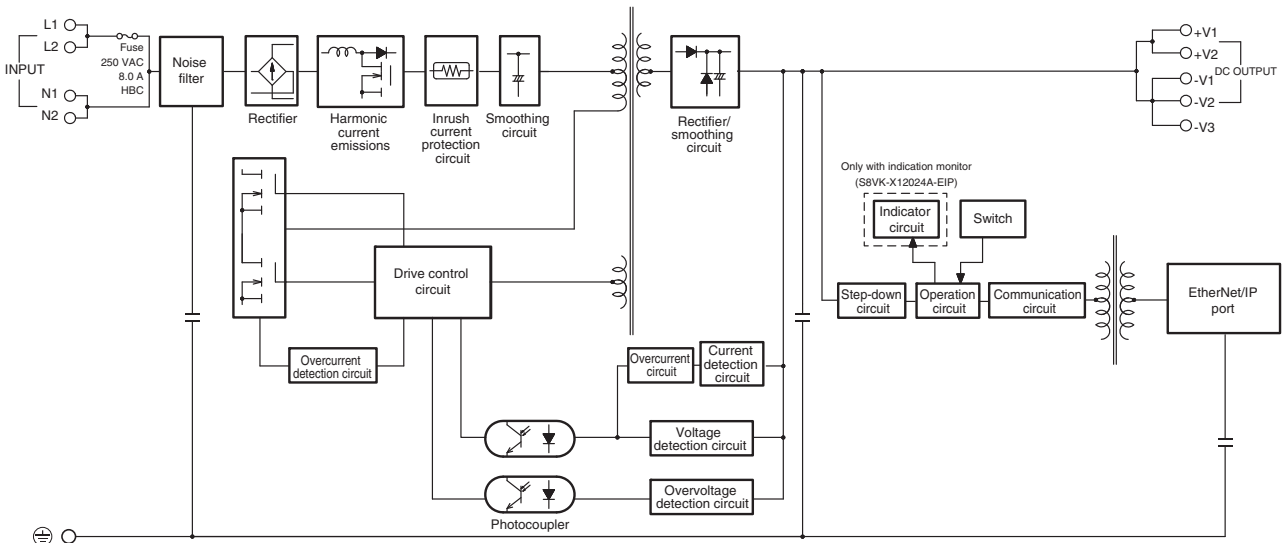 L1
L2
INPUT
N1
N2
Fuse
250 VAC
8.0 A
HBC
Noise
filter
Rectifier
Harmonic
current
emissions
Inrush
current
protection
circuit
Smoothing
circuit
Rectifier/
smoothing
circuit
+V1
+V2
-V1
DC OUTPUT
-V2
-V3
Only with indication monitor
(S8VK-X12024A-EIP)
Indicator
circuit
Switch
Drive control
circuit
Step-down
circuit
Operation
circuit
Communication
circuit
EtherNet/IP
port
Overcurrent
detection circuit
Overcurrent
circuit
Current
detection
circuit
Voltage
detection circuit
Overvoltage
detection circuit
Photocoupler